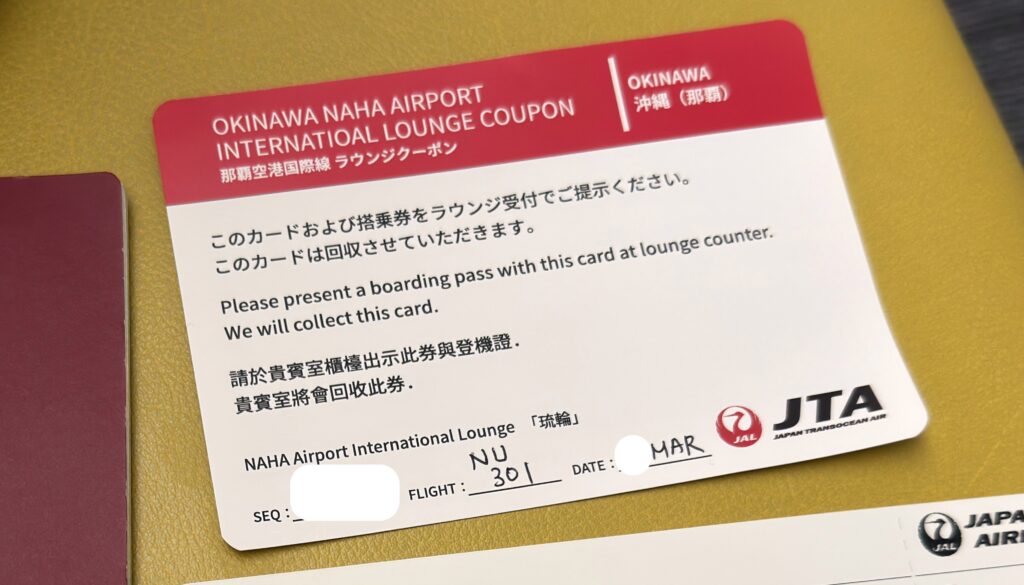 OKINAWA NAHA AIRPORT
INTERNATIOAL LOUNGE COUPON
那覇空港国際線 ラウンジクーポン
OKINAWA
沖縄（那覇）
このカードおよび搭乗券をラウンジ受付でご提示ください。
このカードは回収させていただきます。
Please present a boarding pass with this card at lounge counter.
We will collect this card.
請於貴賓室櫃檯出示此券與登機證.
貴賓室將會回收此券.
NAHA Airport International Lounge 「琉輪」
SEQ：
FLIGHT： NU 301
DATE： MAR
JAL
JTA
JAPAN TRANSOCEAN AIR
JAL
JAPA
AIRI